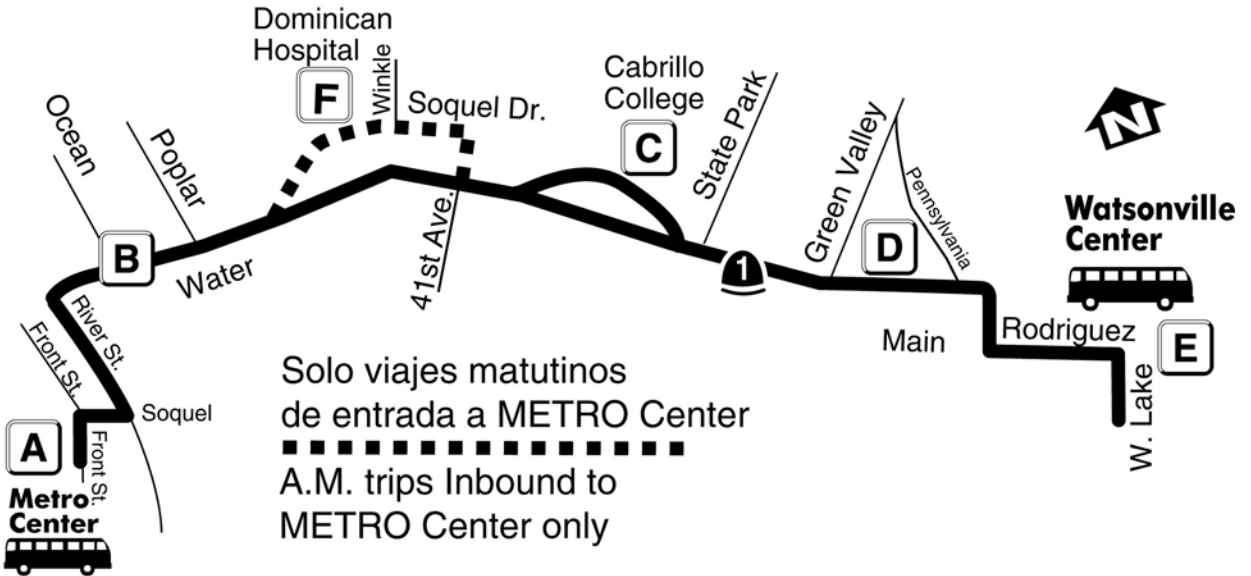 Dominican
Hospital
F
Winkle
Soquel Dr.
Cabrillo
College
C
State Park
Ocean
Poplar
B
Water
41st Ave.
Green Valley
Pennsylvania
D
N
1
Watsonville
Center
Main
Rodriguez
E
W. Lake
River St.
Front St.
Soquel
A
Front St.
Metro
Center
Solo viajes matutinos
de entrada a METRO Center
A.M. trips Inbound to
METRO Center only